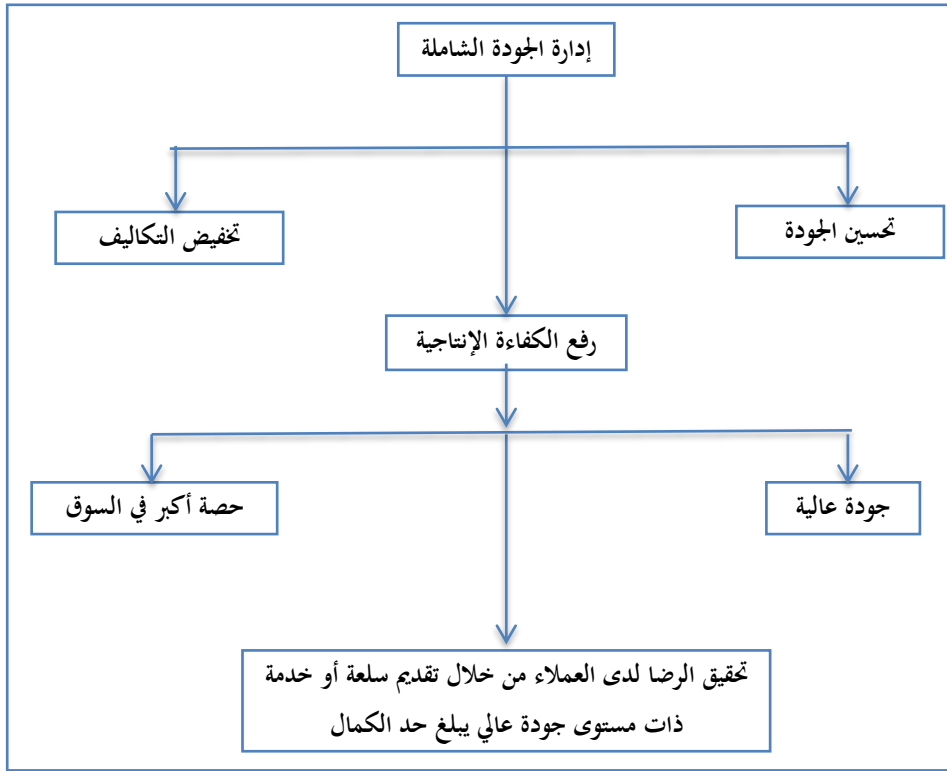 إدارة الجودة الشاملة
تحسين الجودة
تخفيض التكاليف
رفع الكفاءة الإنتاجية
جودة عالية
حصة أكبر في السوق
تحقيق الرضا لدى العملاء من خلال تقديم سلعة أو خدمة
ذات مستوى جودة عالي يبلغ حد الكمال